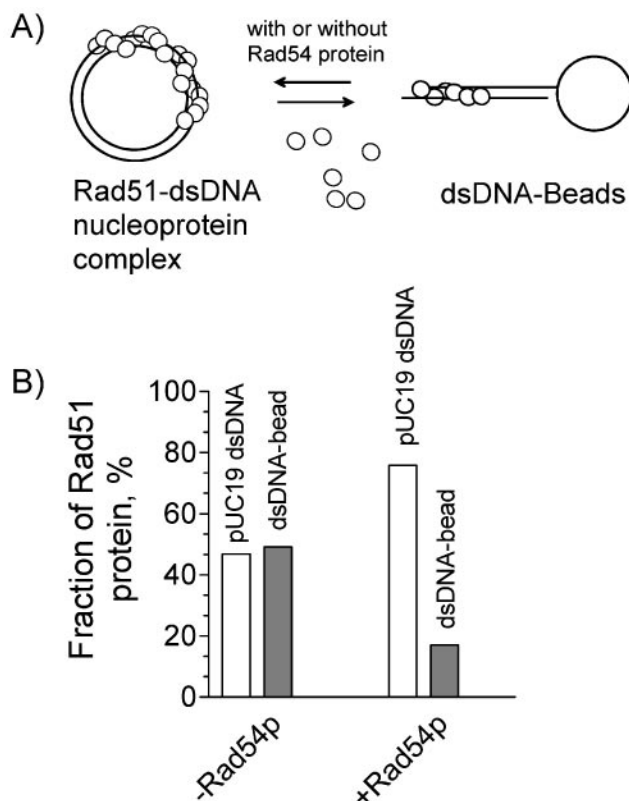 A)
with or without
Rad54 protein
Rad51-dsDNA
nucleoprotein
complex
dsDNA-Beads
B)
Fraction of Rad51
protein, %
100
80
60
40
20
0
pUC19 dsDNA
dsDNA-bead
pUC19 dsDNA
dsDNA-bead
-Rad54p
+Rad54p